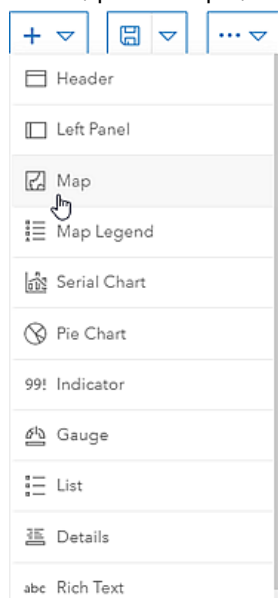 Header
Left Panel
Map
Map Legend
Serial Chart
Pie Chart
99! Indicator
Gauge
List
Details
abc Rich Text